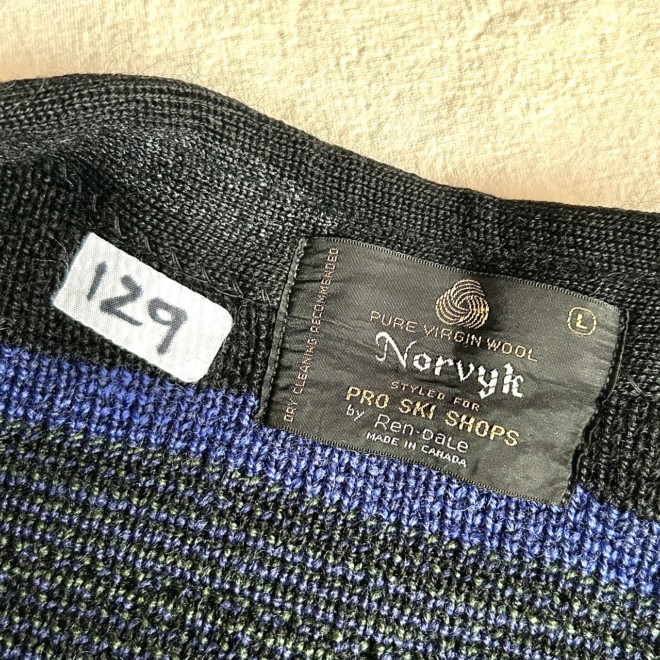 129
DRY CLEANING RECOMMENDED
L
PURE VIRGIN WOOL
Norvyk
STYLED FOR
PRO SKI SHOPS
by Ren-Dale
MADE IN CANADA